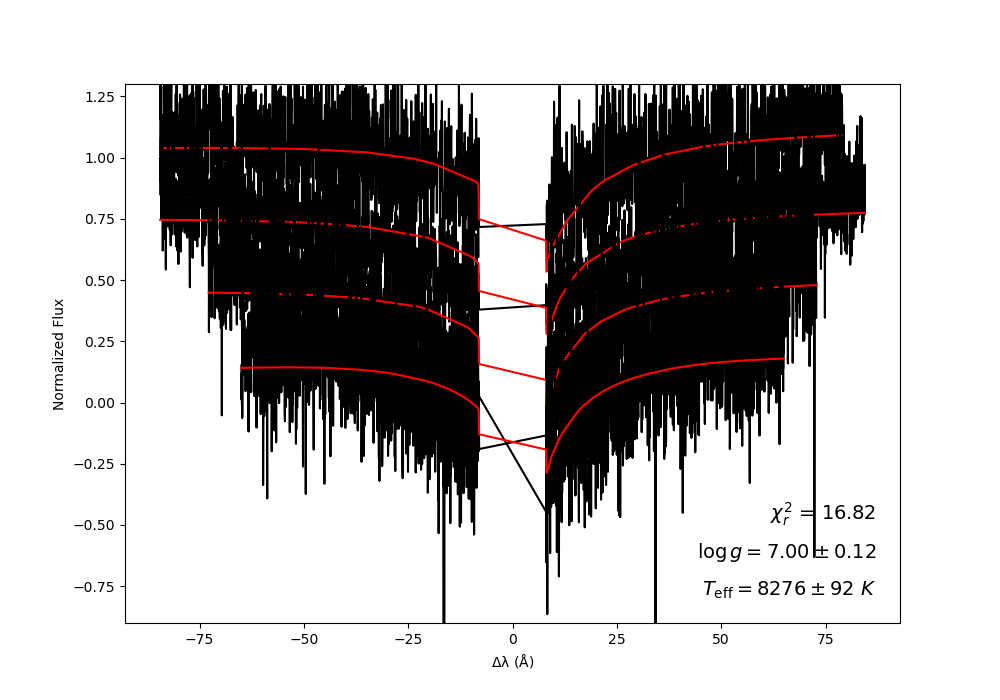 1.25
1.00
0.75
0.50
0.25
0.00
−0.25
−0.50
−0.75
Normalized Flux
χ²ᵣ = 16.82
log g = 7.00 ± 0.12
T_eff = 8276 ± 92 K
−75 −50 −25 0 25 50 75
Δλ (Å)